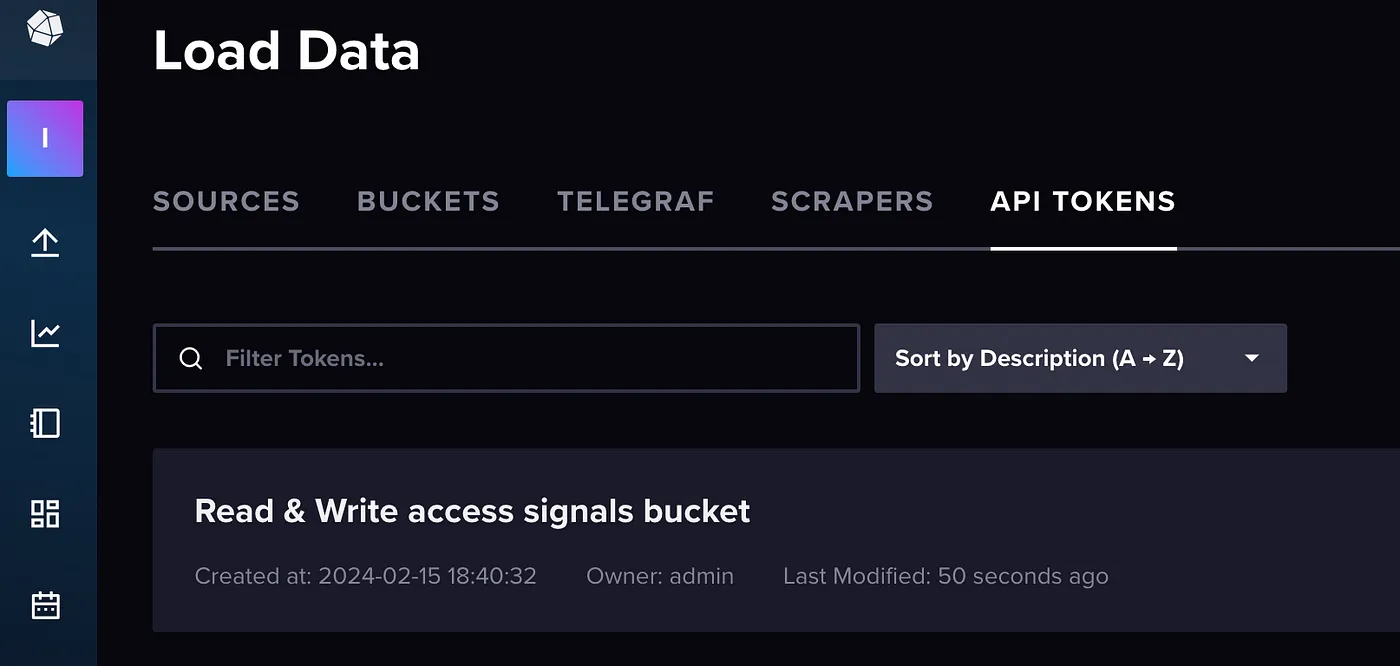 Load Data
I
SOURCES BUCKETS TELEGRAF SCRAPERS API TOKENS
Filter Tokens... Sort by Description (A → Z)
Read & Write access signals bucket
Created at: 2024-02-15 18:40:32 Owner: admin Last Modified: 50 seconds ago